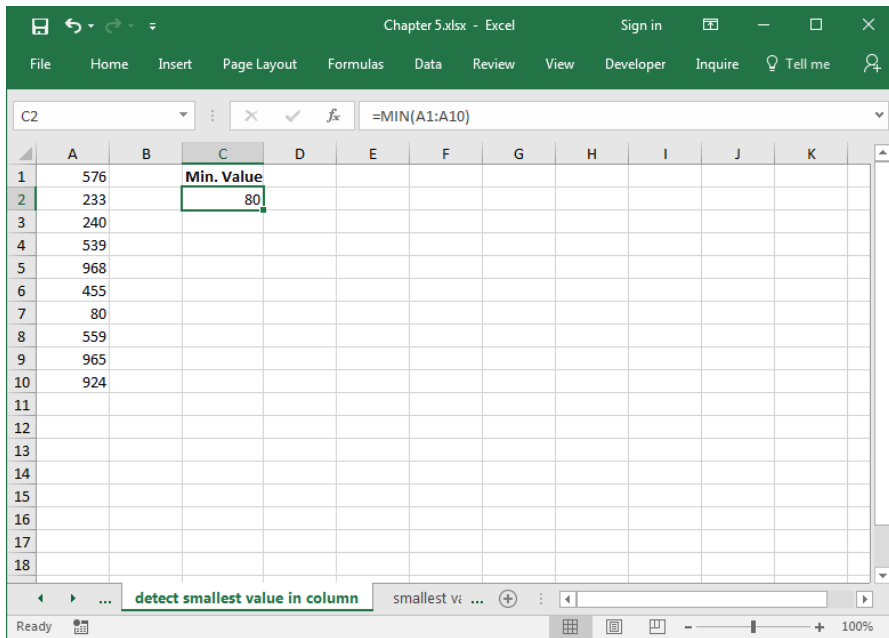 Chapter 5.xlsx - Excel Sign in
File Home Insert Page Layout Formulas Data Review View Developer Inquire Tell me
C2 fx =MIN(A1:A10)
A B C D E F G H I J K
1 576 Min. Value
2 233 80
3 240
4 539
5 968
6 455
7 80
8 559
9 965
10 924
11
12
13
14
15
16
17
18
... detect smallest value in column smallest va ...
Ready 100%